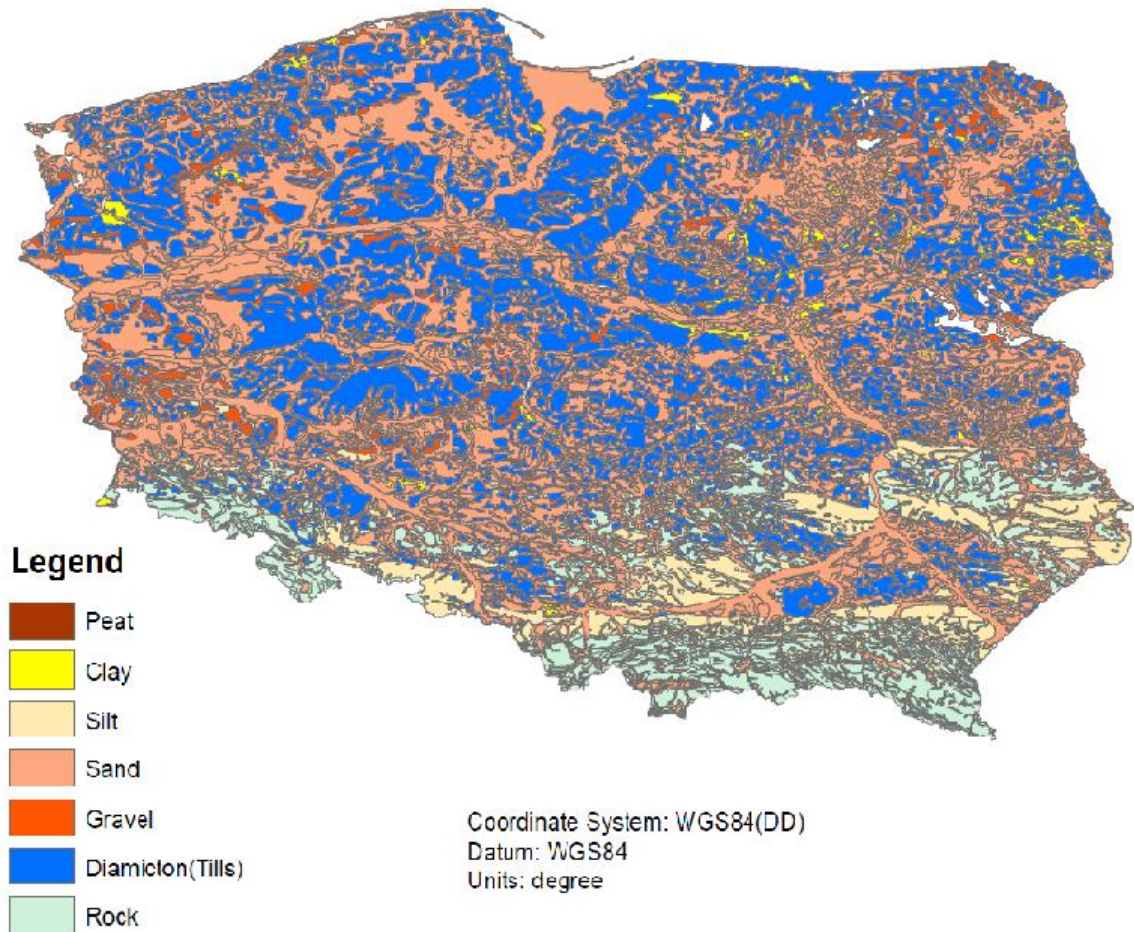 Legend
Peat
Clay
Silt
Sand
Gravel
Diamicton(Tills)
Rock
Coordinate System: WGS84(DD)
Datum: WGS84
Units: degree